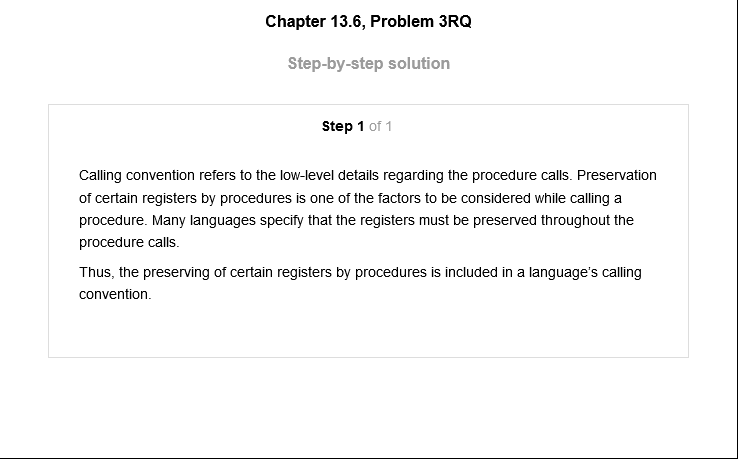 Chapter 13.6, Problem 3RQ
Step-by-step solution
Step 1 of 1
Calling convention refers to the low-level details regarding the procedure calls. Preservation
of certain registers by procedures is one of the factors to be considered while calling a
procedure. Many languages specify that the registers must be preserved throughout the
procedure calls.
Thus, the preserving of certain registers by procedures is included in a language's calling
convention.